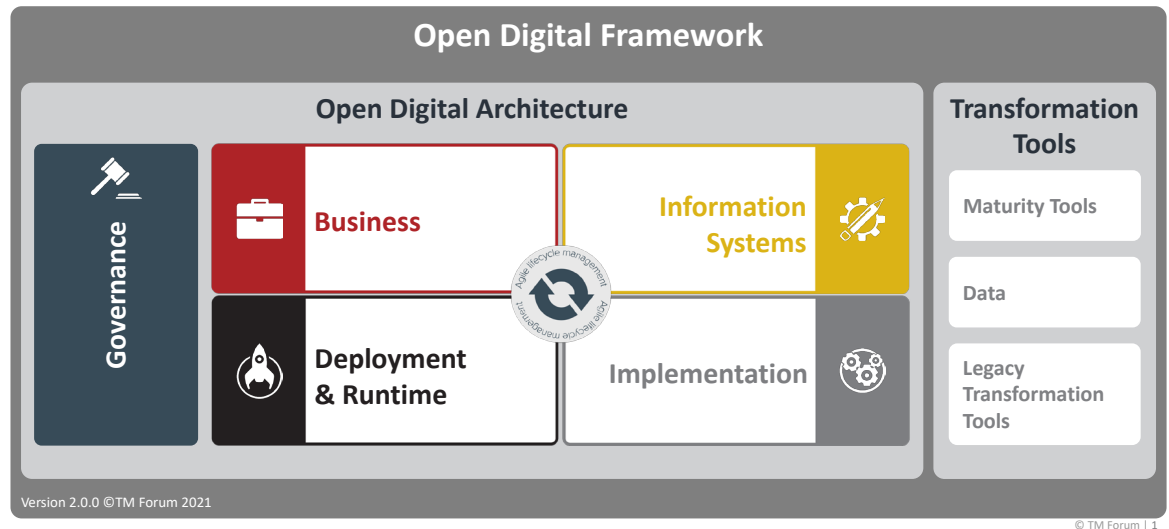 Open Digital Framework
Open Digital Architecture
Governance
Business
Information
Systems
Agile lifecycle management
Agile lifecycle management
Deployment
& Runtime
Implementation
Transformation
Tools
Maturity Tools
Data
Legacy
Transformation
Tools
Version 2.0.0 ©TM Forum 2021
© TM Forum | 1